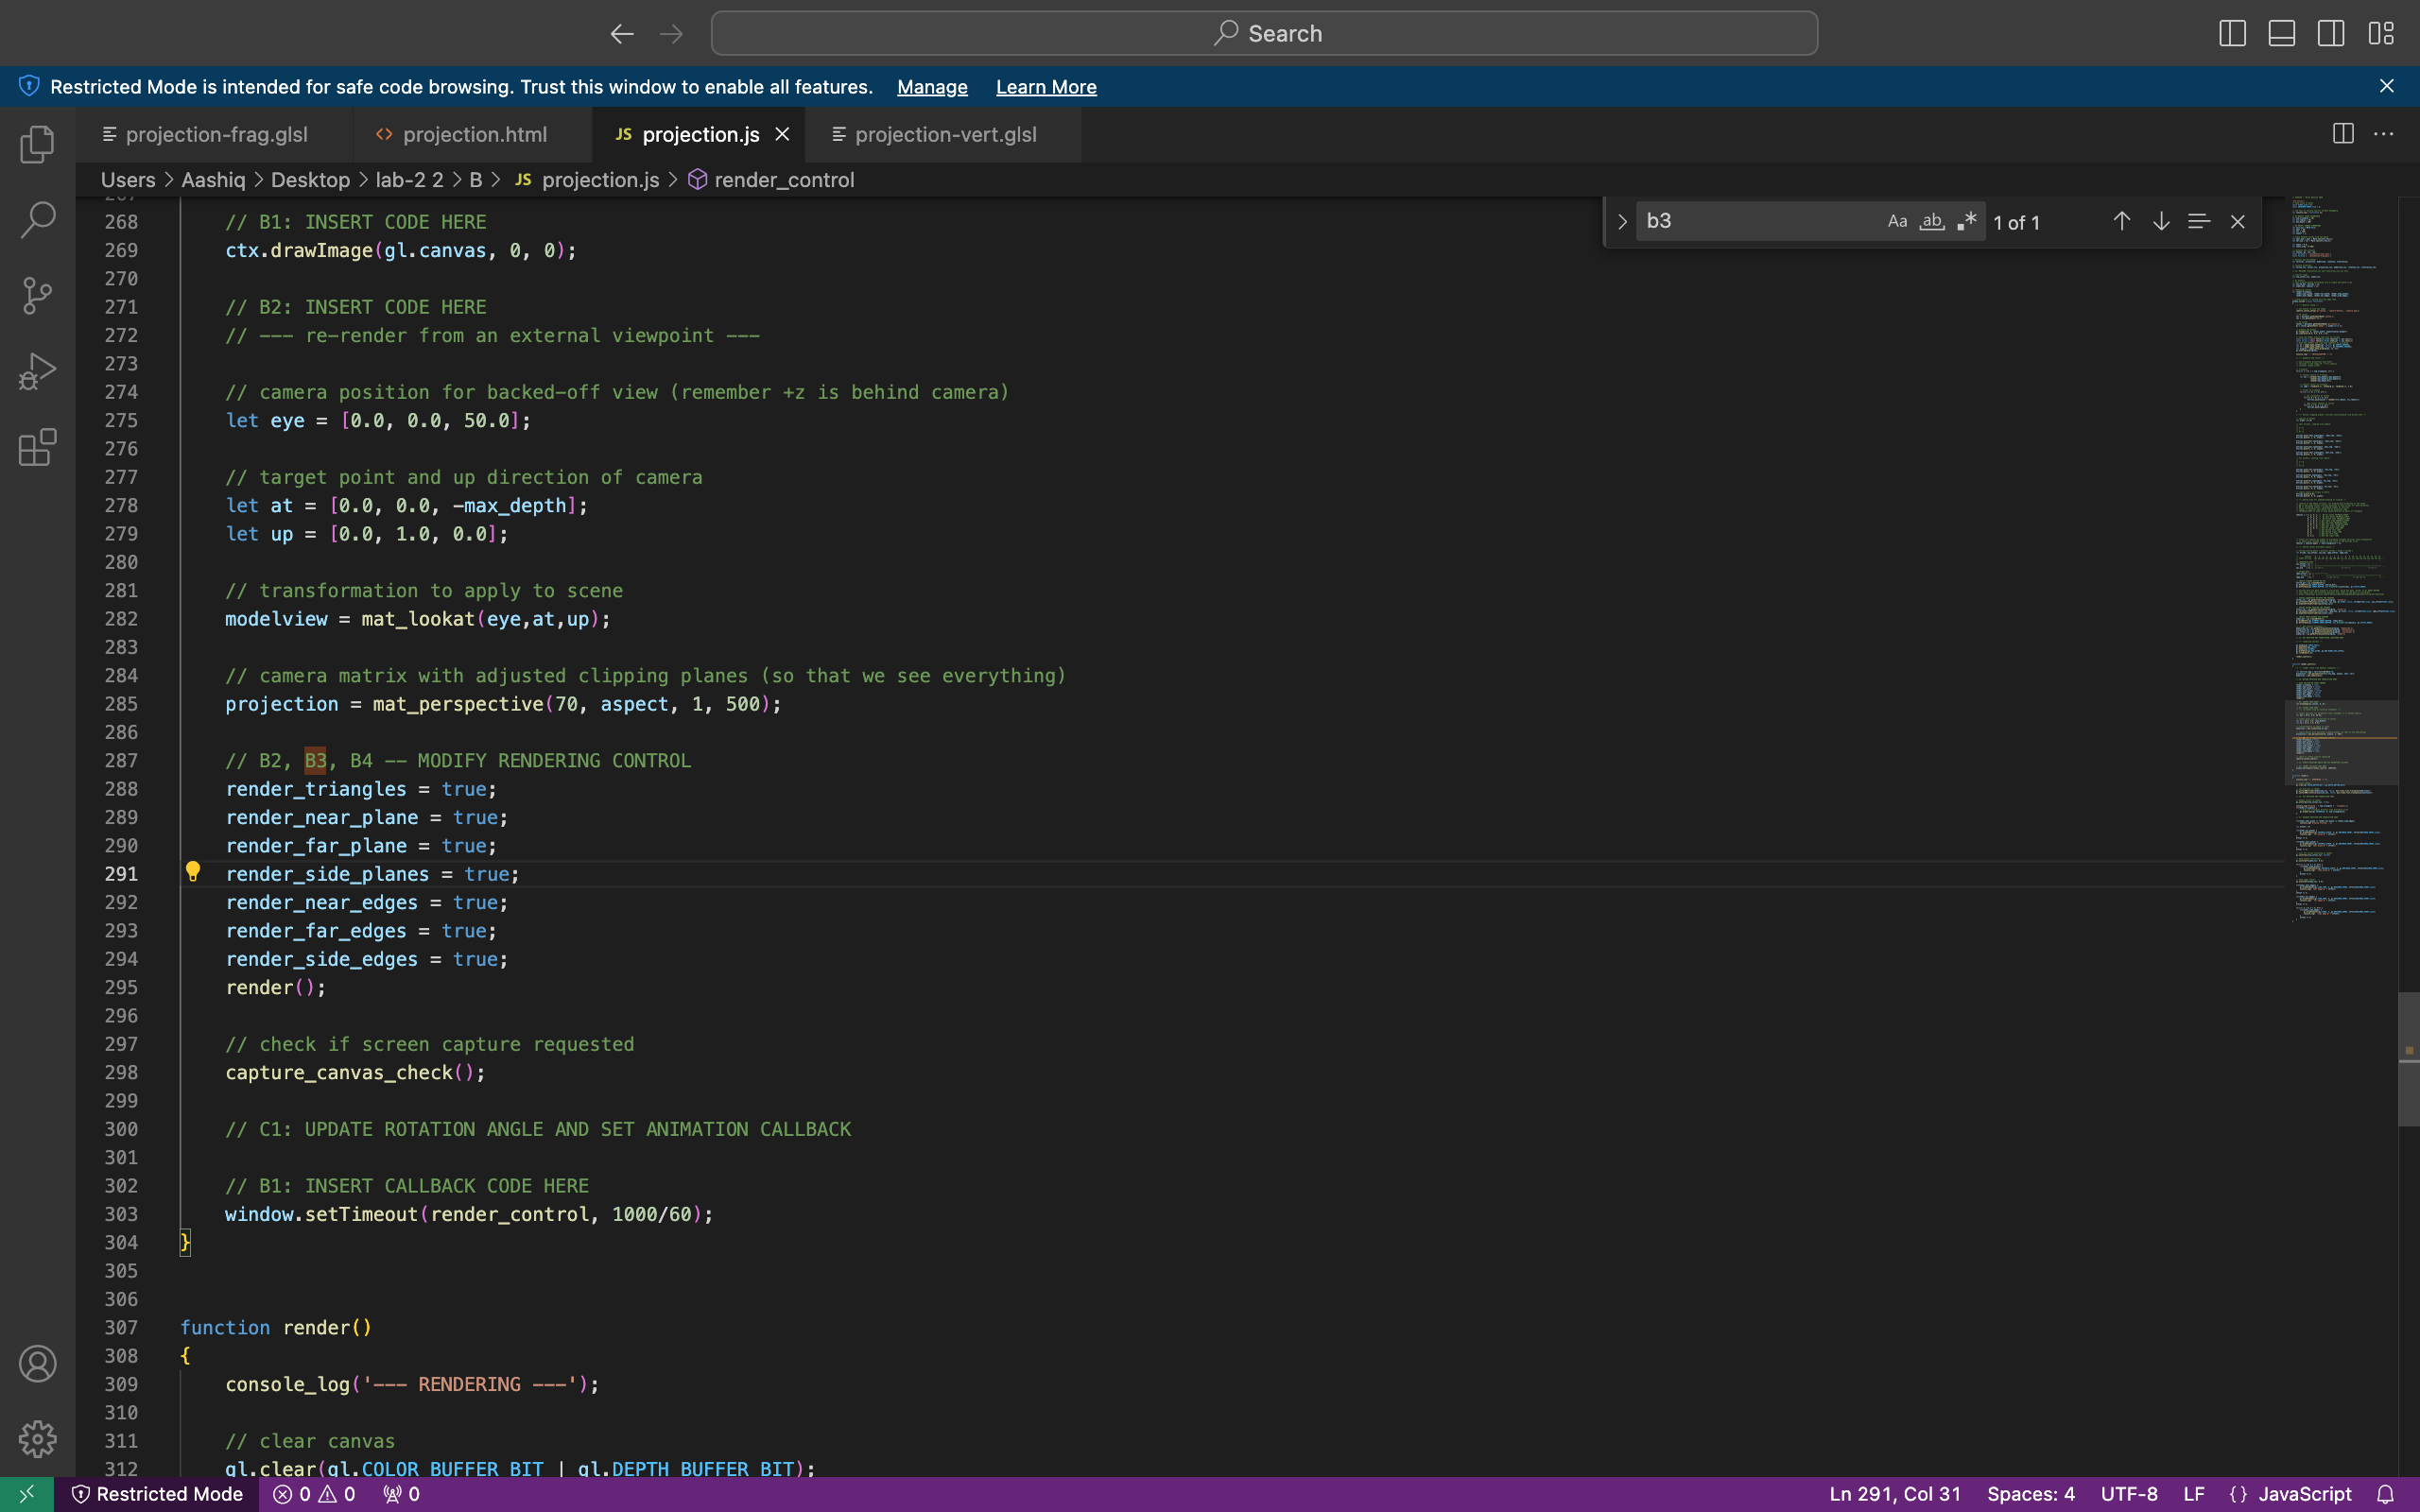 Search
Restricted Mode is intended for safe code browsing. Trust this window to enable all features. Manage Learn More
projection-frag.glsl
projection.html
JS projection.js
projection-vert.glsl
Users > Aashiq > Desktop > lab-2 2 > B > JS projection.js > render_control
b3
Aa ab .* 1 of 1
268 // B1: INSERT CODE HERE
269 ctx.drawImage(gl.canvas, 0, 0);
270
271 // B2: INSERT CODE HERE
272 // --- re-render from an external viewpoint ---
273
274 // camera position for backed-off view (remember +z is behind camera)
275 let eye = [0.0, 0.0, 50.0];
276
277 // target point and up direction of camera
278 let at = [0.0, 0.0, -max_depth];
279 let up = [0.0, 1.0, 0.0];
280
281 // transformation to apply to scene
282 modelview = mat_lookat(eye,at,up);
283
284 // camera matrix with adjusted clipping planes (so that we see everything)
285 projection = mat_perspective(70, aspect, 1, 500);
286
287 // B2, B3, B4 -- MODIFY RENDERING CONTROL
288 render_triangles = true;
289 render_near_plane = true;
290 render_far_plane = true;
291 render_side_planes = true;
292 render_near_edges = true;
293 render_far_edges = true;
294 render_side_edges = true;
295 render();
296
297 // check if screen capture requested
298 capture_canvas_check();
299
300 // C1: UPDATE ROTATION ANGLE AND SET ANIMATION CALLBACK
301
302 // B1: INSERT CALLBACK CODE HERE
303 window.setTimeout(render_control, 1000/60);
304 }
305
306
307 function render()
308 {
309 console_log('--- RENDERING ---');
310
311 // clear canvas
312 gl.clear(gl.COLOR_BUFFER_BIT | gl.DEPTH_BUFFER_BIT);
Restricted Mode 0 0 0
Ln 291, Col 31 Spaces: 4 UTF-8 LF {} JavaScript